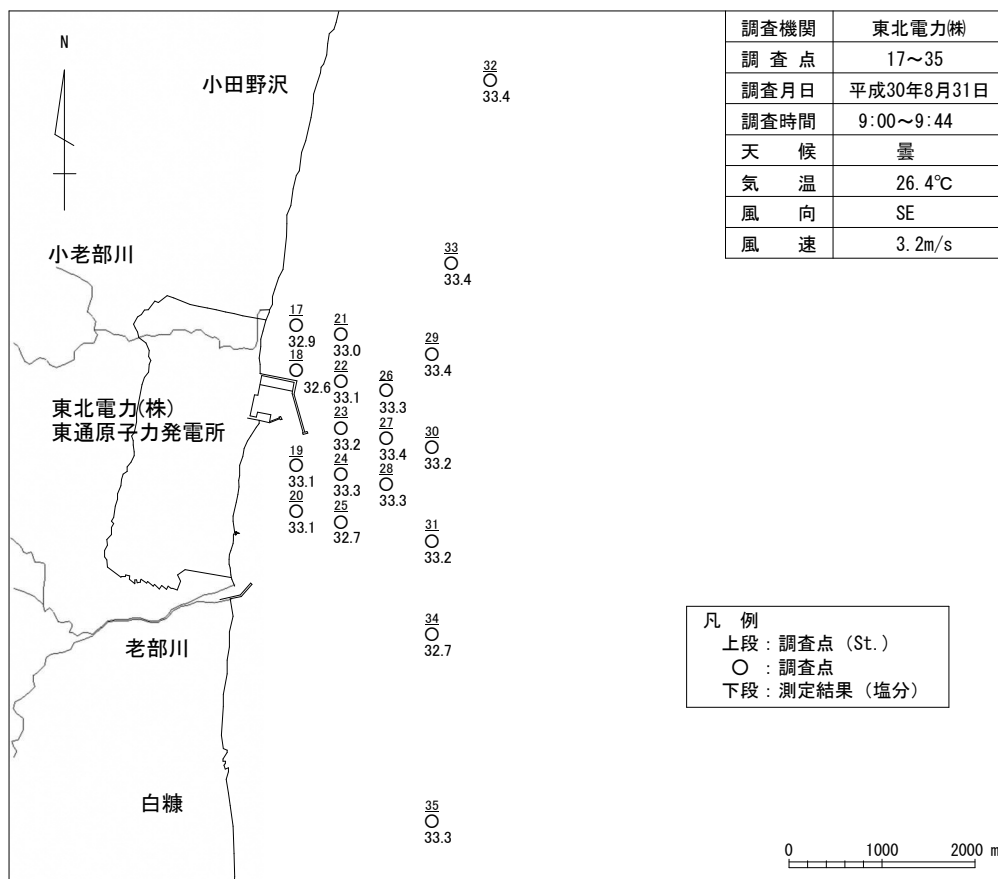 調査機関 東北電力㈱
調査点 17～35
調査月日 平成30年8月31日
調査時間 9:00～9:44
天候 曇
気温 26.4℃
風向 SE
風速 3.2m/s
N
小田野沢
32
33.4
小老部川
33
33.4
17
32.9
21
33.0
29
33.4
18
32.6
22
33.1
26
33.3
東北電力(株)
東通原子力発電所
23
33.2
27
33.4
30
33.2
19
33.1
24
33.3
28
33.3
20
33.1
25
32.7
31
33.2
老部川
34
32.7
凡 例
上段：調査点（St.）
○ ：調査点
下段：測定結果（塩分）
白糠
35
33.3
0 1000 2000 m